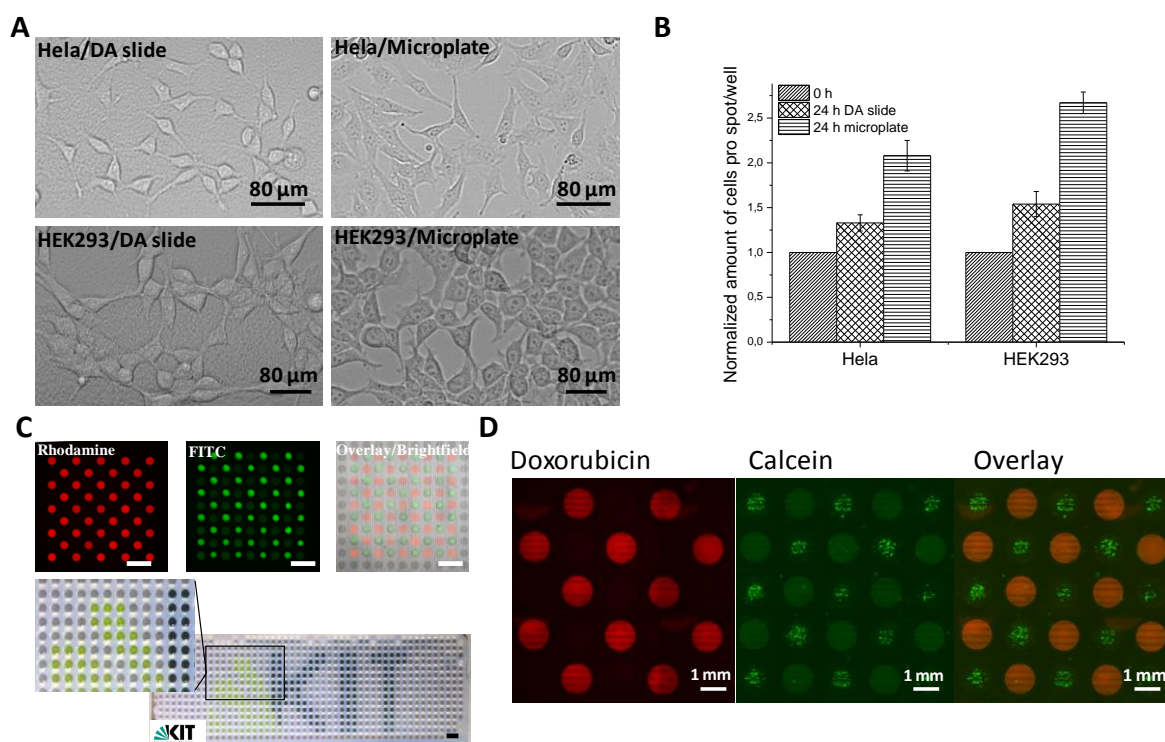 A
Hela/DA slide
Hela/Microplate
80 µm
80 µm
HEK293/DA slide
HEK293/Microplate
80 µm
80 µm
B
Normalized amount of cells pro spot/well
0 h
24 h DA slide
24 h microplate
2,5
2,0
1,5
1,0
0,5
0,0
Hela
HEK293
C
Rhodamine
FITC
Overlay/Brightfield
KIT
KIT
D
Doxorubicin
Calcein
Overlay
1 mm
1 mm
1 mm